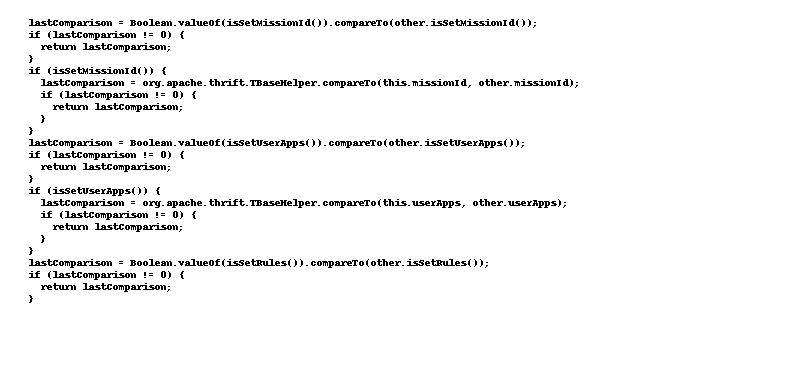 lastComparison = Boolean.valueOf(isSetMissionId()).compareTo(other.isSetMissionId());
if (lastComparison != 0) {
  return lastComparison;
}
if (isSetMissionId()) {
  lastComparison = org.apache.thrift.TBaseHelper.compareTo(this.missionId, other.missionId);
  if (lastComparison != 0) {
    return lastComparison;
  }
}
lastComparison = Boolean.valueOf(isSetUserApps()).compareTo(other.isSetUserApps());
if (lastComparison != 0) {
  return lastComparison;
}
if (isSetUserApps()) {
  lastComparison = org.apache.thrift.TBaseHelper.compareTo(this.userApps, other.userApps);
  if (lastComparison != 0) {
    return lastComparison;
  }
}
lastComparison = Boolean.valueOf(isSetRules()).compareTo(other.isSetRules());
if (lastComparison != 0) {
  return lastComparison;
}